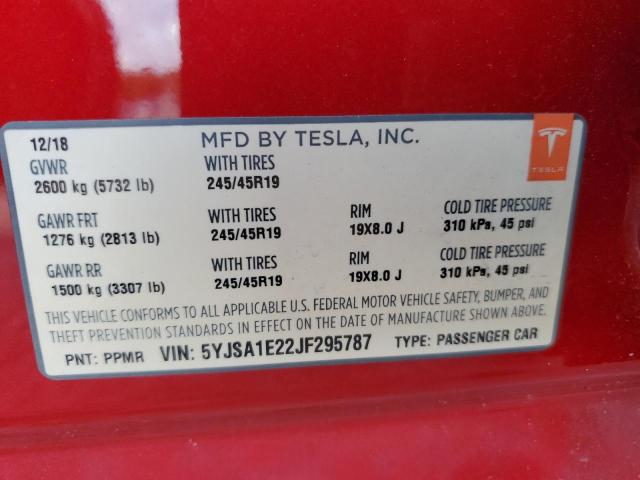 12/18 MFD BY TESLA, INC.
GVWR WITH TIRES
2600 kg (5732 lb) 245/45R19
TESLA
GAWR FRT WITH TIRES RIM COLD TIRE PRESSURE
1276 kg (2813 lb) 245/45R19 19X8.0 J 310 kPa, 45 psi
GAWR RR WITH TIRES RIM COLD TIRE PRESSURE
1500 kg (3307 lb) 245/45R19 19X8.0 J 310 kPa, 45 psi
THIS VEHICLE CONFORMS TO ALL APPLICABLE U.S. FEDERAL MOTOR VEHICLE SAFETY, BUMPER, AND
THEFT PREVENTION STANDARDS IN EFFECT ON THE DATE OF MANUFACTURE SHOWN ABOVE.
PNT: PPMR VIN: 5YJSA1E22JF295787 TYPE: PASSENGER CAR